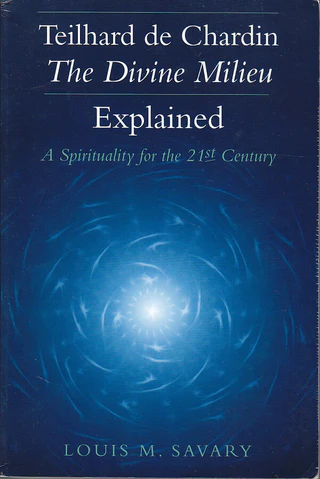 Teilhard de Chardin
The Divine Milieu
Explained
A Spirituality for the 21st Century
LOUIS M. SAVARY